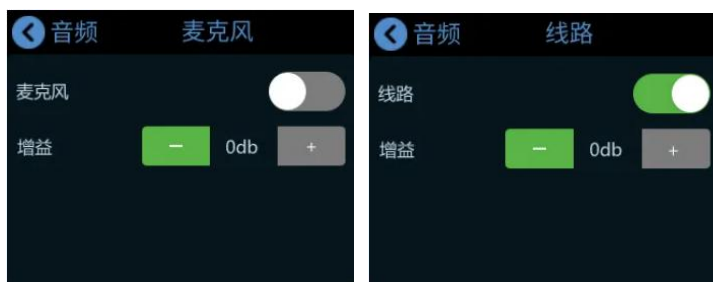 音频 麦克风
麦克风
增益 － 0db +
音频 线路
线路
增益 － 0db +